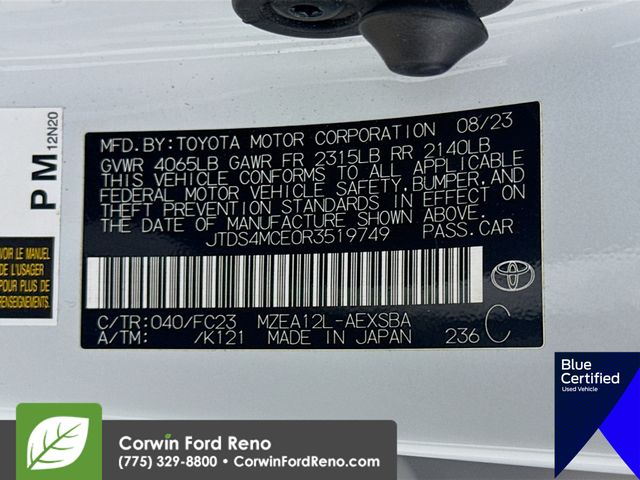 MFD.BY:TOYOTA MOTOR CORPORATION 08/23
GVWR 4065LB GAWR FR 2315LB RR 2140LB
THIS VEHICLE CONFORMS TO ALL APPLICABLE
FEDERAL MOTOR VEHICLE SAFETY,BUMPER,AND
THEFT PREVENTION STANDARDS IN EFFECT ON
THE DATE OF MANUFACTURE SHOWN ABOVE.
JTDS4MCE0R3519749 PASS.CAR
C/TR:040/FC23 MZEA12L-AEXSBA
A/TM: /K121 MADE IN JAPAN 236 C
PM
12N20
VOIR LE MANUEL
DE L'USAGER
POUR PLUS DE
RENSEIGNEMENTS
Blue
Certified
Used Vehicle
Corwin Ford Reno
(775) 329-8800 • CorwinFordReno.com